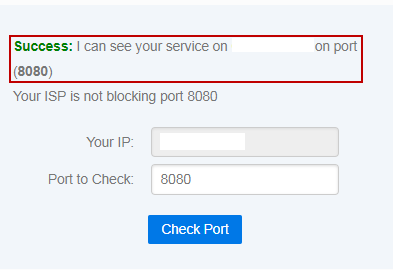 Success: I can see your service on on port
(8080)
Your ISP is not blocking port 8080
Your IP:
Port to Check: 8080
Check Port